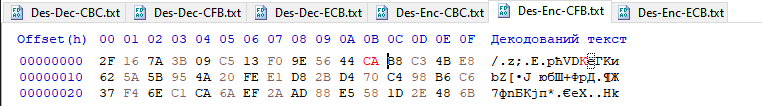 Des-Dec-CBC.txt Des-Dec-CFB.txt Des-Dec-ECB.txt Des-Enc-CBC.txt Des-Enc-CFB.txt Des-Enc-ECB.txt
Offset(h) 00 01 02 03 04 05 06 07 08 09 0A 0B 0C 0D 0E 0F Декодований текст
00000000 2F 16 7A 3B 09 C5 13 F0 9E 56 44 CA B8 C3 4B E8 /.z;.Е.рћVDКёГKи
00000010 62 5A 5B 95 4A 20 FE E1 D8 2B D4 70 C4 98 B6 C6 bZ[•J юбШ+ФpД.¶Ж
00000020 37 F4 6E C1 CA 6A EF 2A AD 88 E5 58 1D 2E 48 6B 7фnБКjп*.€еX..Hk